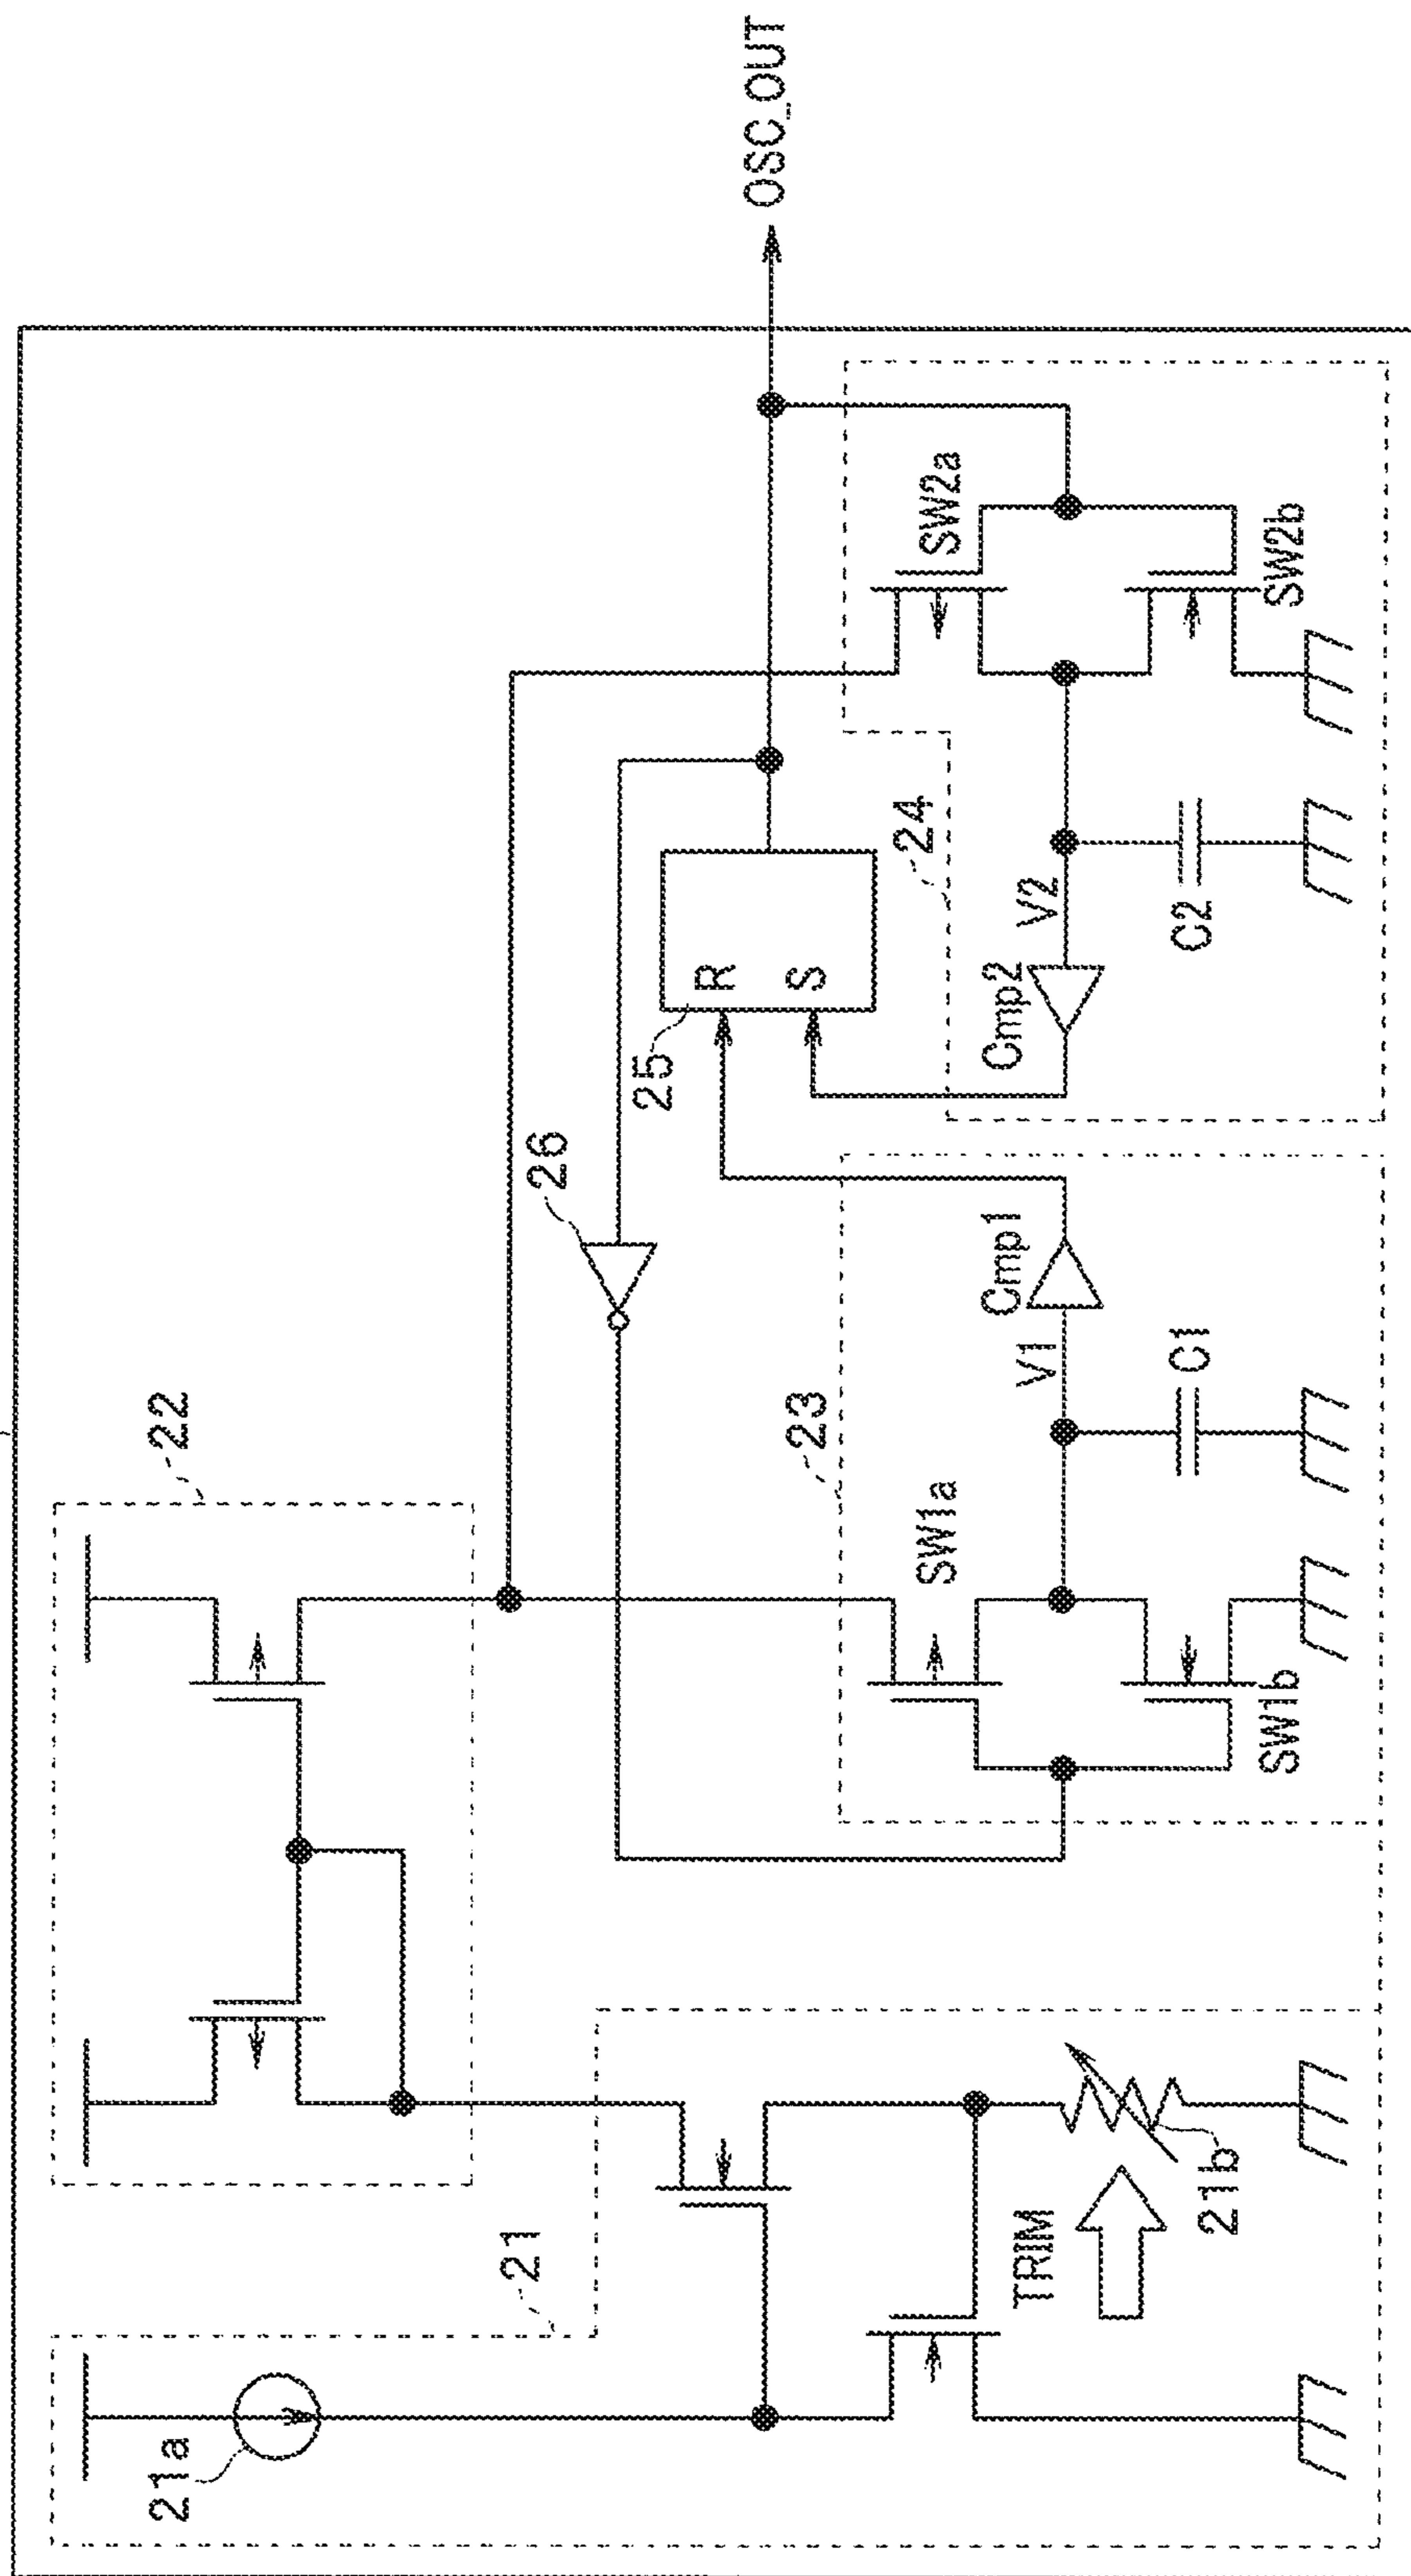 22
21a
21
TRIM
21b
26
25
R
S
OSC_OUT
23
SW1a
SW1b
V1
Cmp1
C1
24
Cmp2
V2
C2
SW2a
SW2b